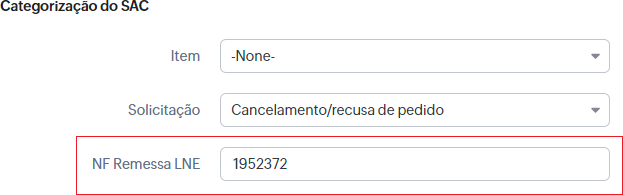 Categorização do SAC
Item -None-
Solicitação Cancelamento/recusa de pedido
NF Remessa LNE 1952372